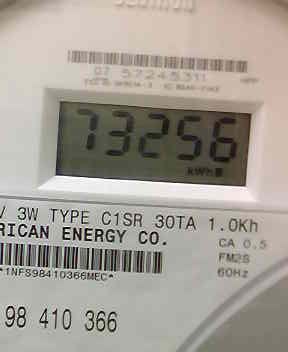 07 57245311
73256
kWh
V 3W TYPE C1SR 30TA 1.0Kh
RICAN ENERGY CO.
CA 0.5
FM2S
60Hz
*1NFS98410366MEC*
98 410 366